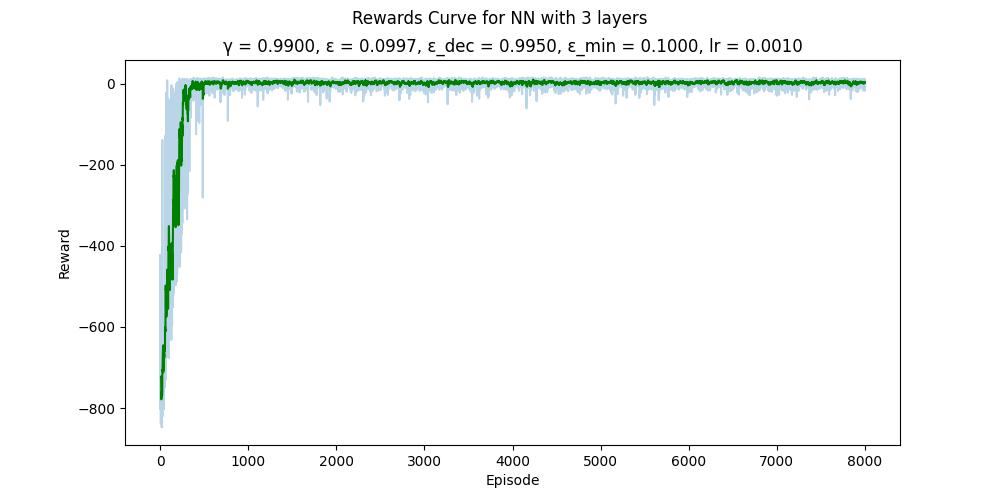 Rewards Curve for NN with 3 layers
γ = 0.9900, ε = 0.0997, ε_dec = 0.9950, ε_min = 0.1000, lr = 0.0010
0
−200
−400
−600
−800
Reward
0 1000 2000 3000 4000 5000 6000 7000 8000
Episode